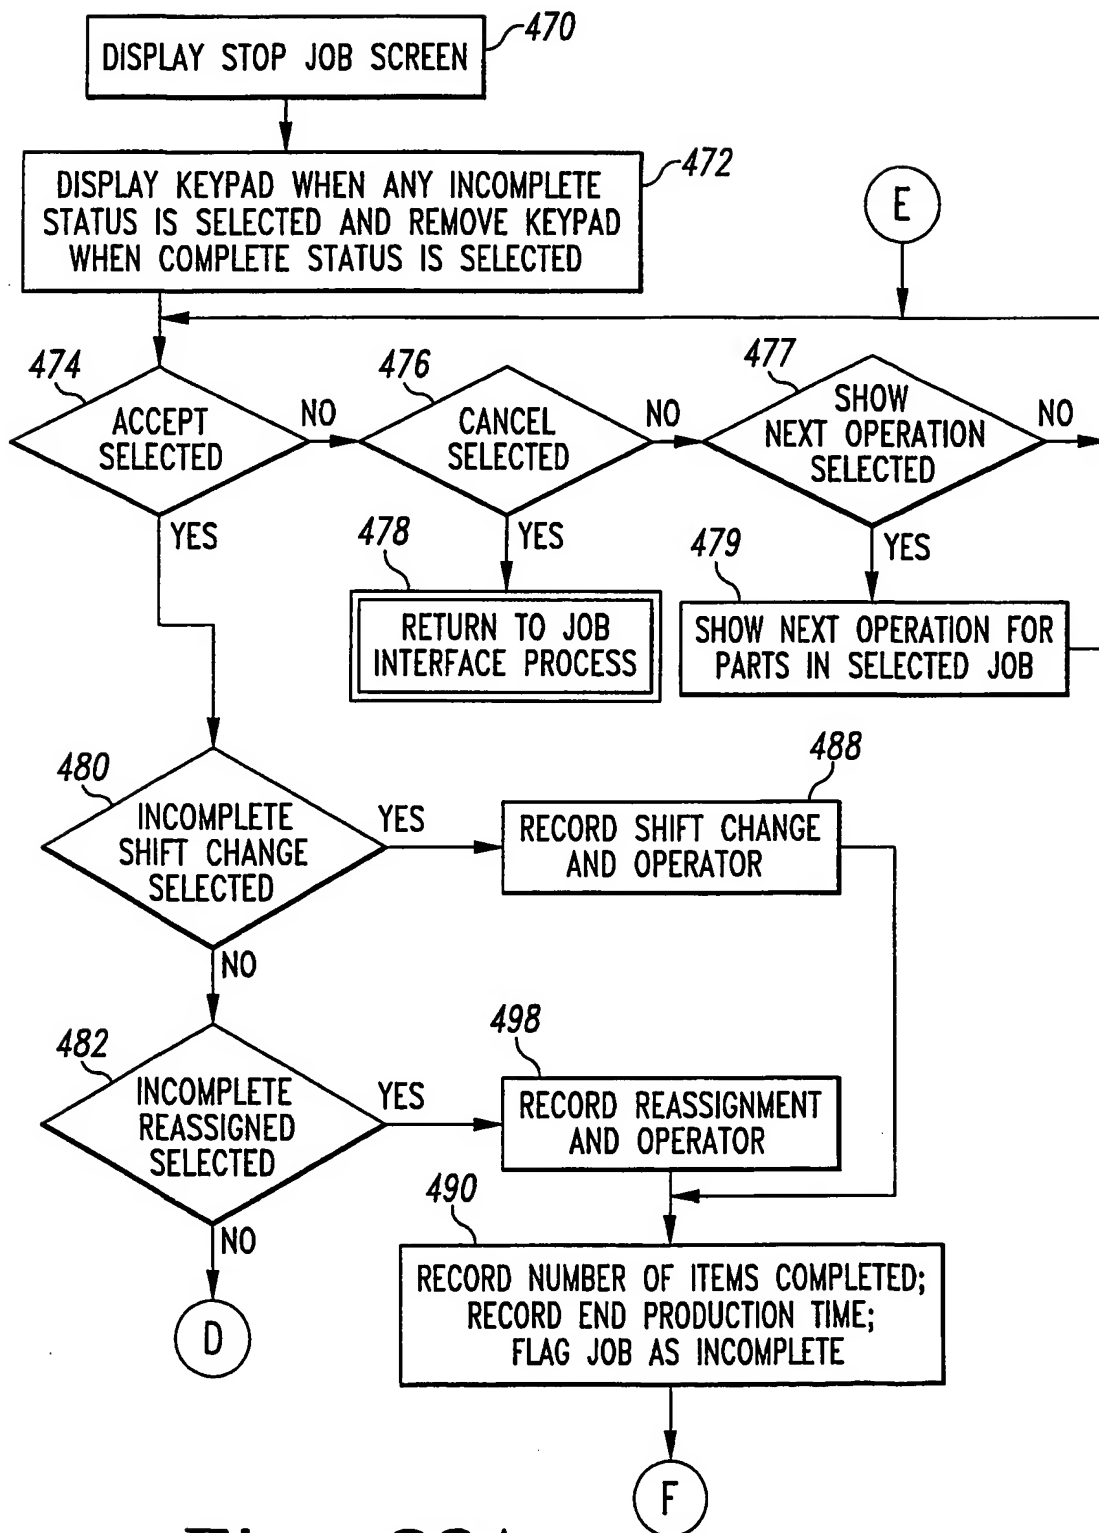 470
DISPLAY STOP JOB SCREEN
472
DISPLAY KEYPAD WHEN ANY INCOMPLETE
STATUS IS SELECTED AND REMOVE KEYPAD
WHEN COMPLETE STATUS IS SELECTED
E
474
ACCEPT
SELECTED
NO
YES
476
CANCEL
SELECTED
NO
YES
477
SHOW
NEXT OPERATION
SELECTED
NO
YES
478
RETURN TO JOB
INTERFACE PROCESS
479
SHOW NEXT OPERATION FOR
PARTS IN SELECTED JOB
480
INCOMPLETE
SHIFT CHANGE
SELECTED
YES
NO
488
RECORD SHIFT CHANGE
AND OPERATOR
482
INCOMPLETE
REASSIGNED
SELECTED
YES
NO
498
RECORD REASSIGNMENT
AND OPERATOR
490
RECORD NUMBER OF ITEMS COMPLETED;
RECORD END PRODUCTION TIME;
FLAG JOB AS INCOMPLETE
D
F